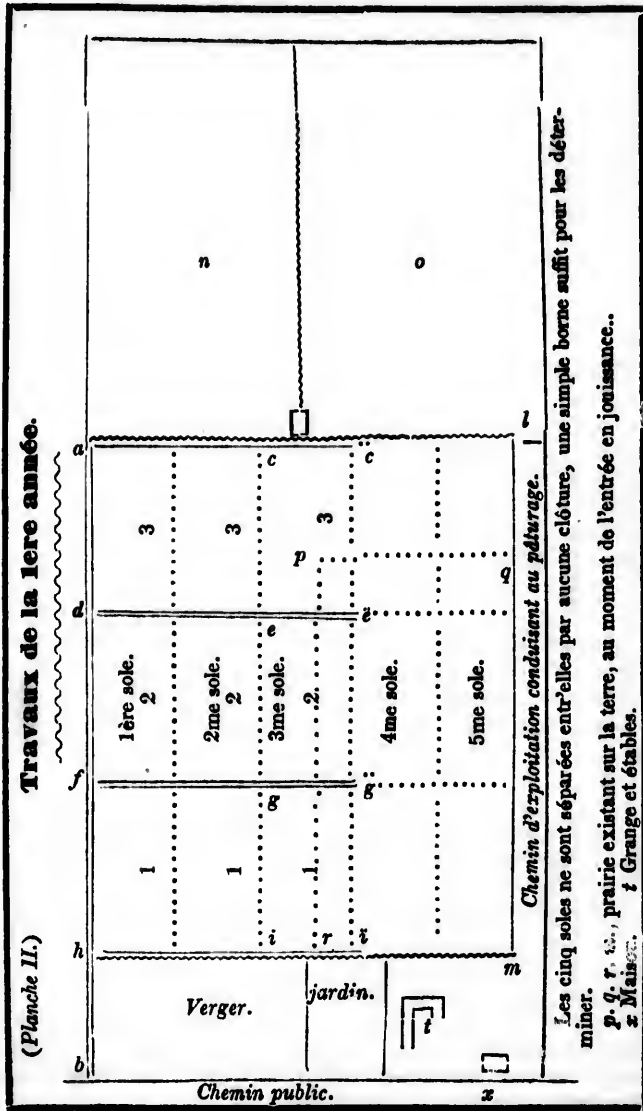 (Planche II.)
Travaux de la 1ere année.
b
h
f
d
a
Verger.
1
1ère sole.
2
3
n
1
2me sole.
2
3
i
g
e
c
jardin.
1
3me sole.
2.
3
r
p
ï
g̈
ë
c̈
o
4me sole.
t
5me sole.
q
m
l
Chemin public.
x
Chemin d'exploitation conduisant au pâturage.
Les cinq soles ne sont séparées entr'elles par aucune clôture, une simple borne suffit pour les déter-
miner.
p. q. r. prairie existant sur la terre, au moment de l'entrée en jouissance..
x Maison. t Grange et étables.